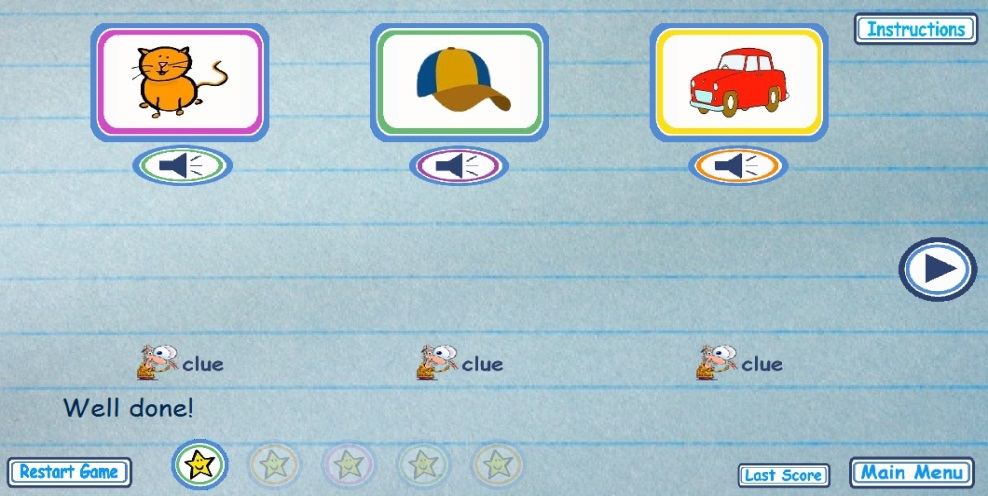 Instructions
clue
clue
clue
Well done!
Restart Game
Last Score
Main Menu